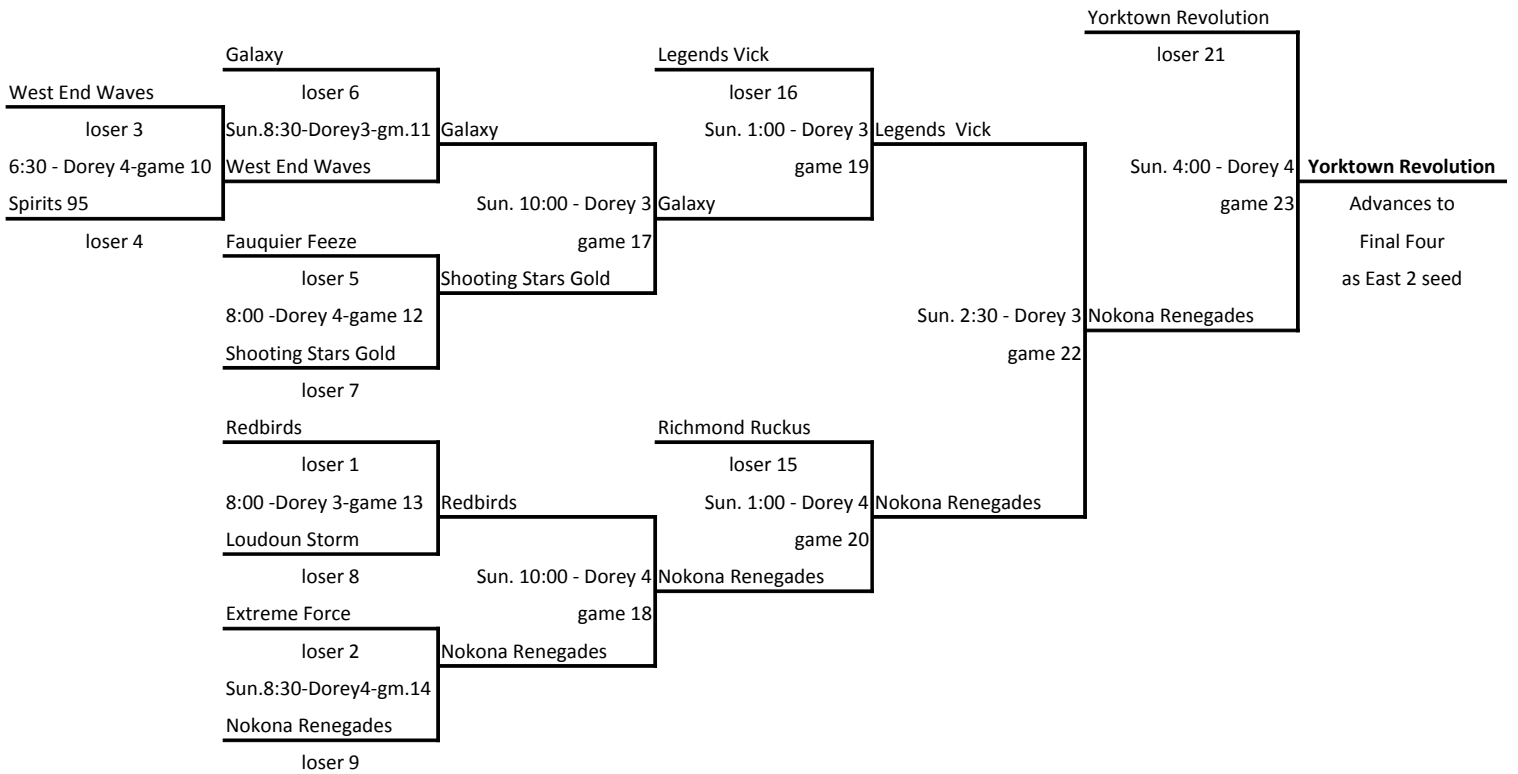 Yorktown Revolution
Galaxy
Legends Vick
loser 21
West End Waves
loser 6
loser 16
loser 3
Sun.8:30-Dorey3-gm.11
Galaxy
Sun. 1:00 - Dorey 3
Legends  Vick
6:30 - Dorey 4-game 10
West End Waves
game 19
Sun. 4:00 - Dorey 4
Yorktown Revolution
Spirits 95
Sun. 10:00 - Dorey 3
Galaxy
game 23
Advances to
loser 4
Fauquier Feeze
game 17
Final Four
loser 5
Shooting Stars Gold
as East 2 seed
8:00 -Dorey 4-game 12
Sun. 2:30 - Dorey 3
Nokona Renegades
Shooting Stars Gold
game 22
loser 7
Redbirds
Richmond Ruckus
loser 1
loser 15
8:00 -Dorey 3-game 13
Redbirds
Sun. 1:00 - Dorey 4
Nokona Renegades
Loudoun Storm
game 20
loser 8
Sun. 10:00 - Dorey 4
Nokona Renegades
Extreme Force
game 18
loser 2
Nokona Renegades
Sun.8:30-Dorey4-gm.14
Nokona Renegades
loser 9